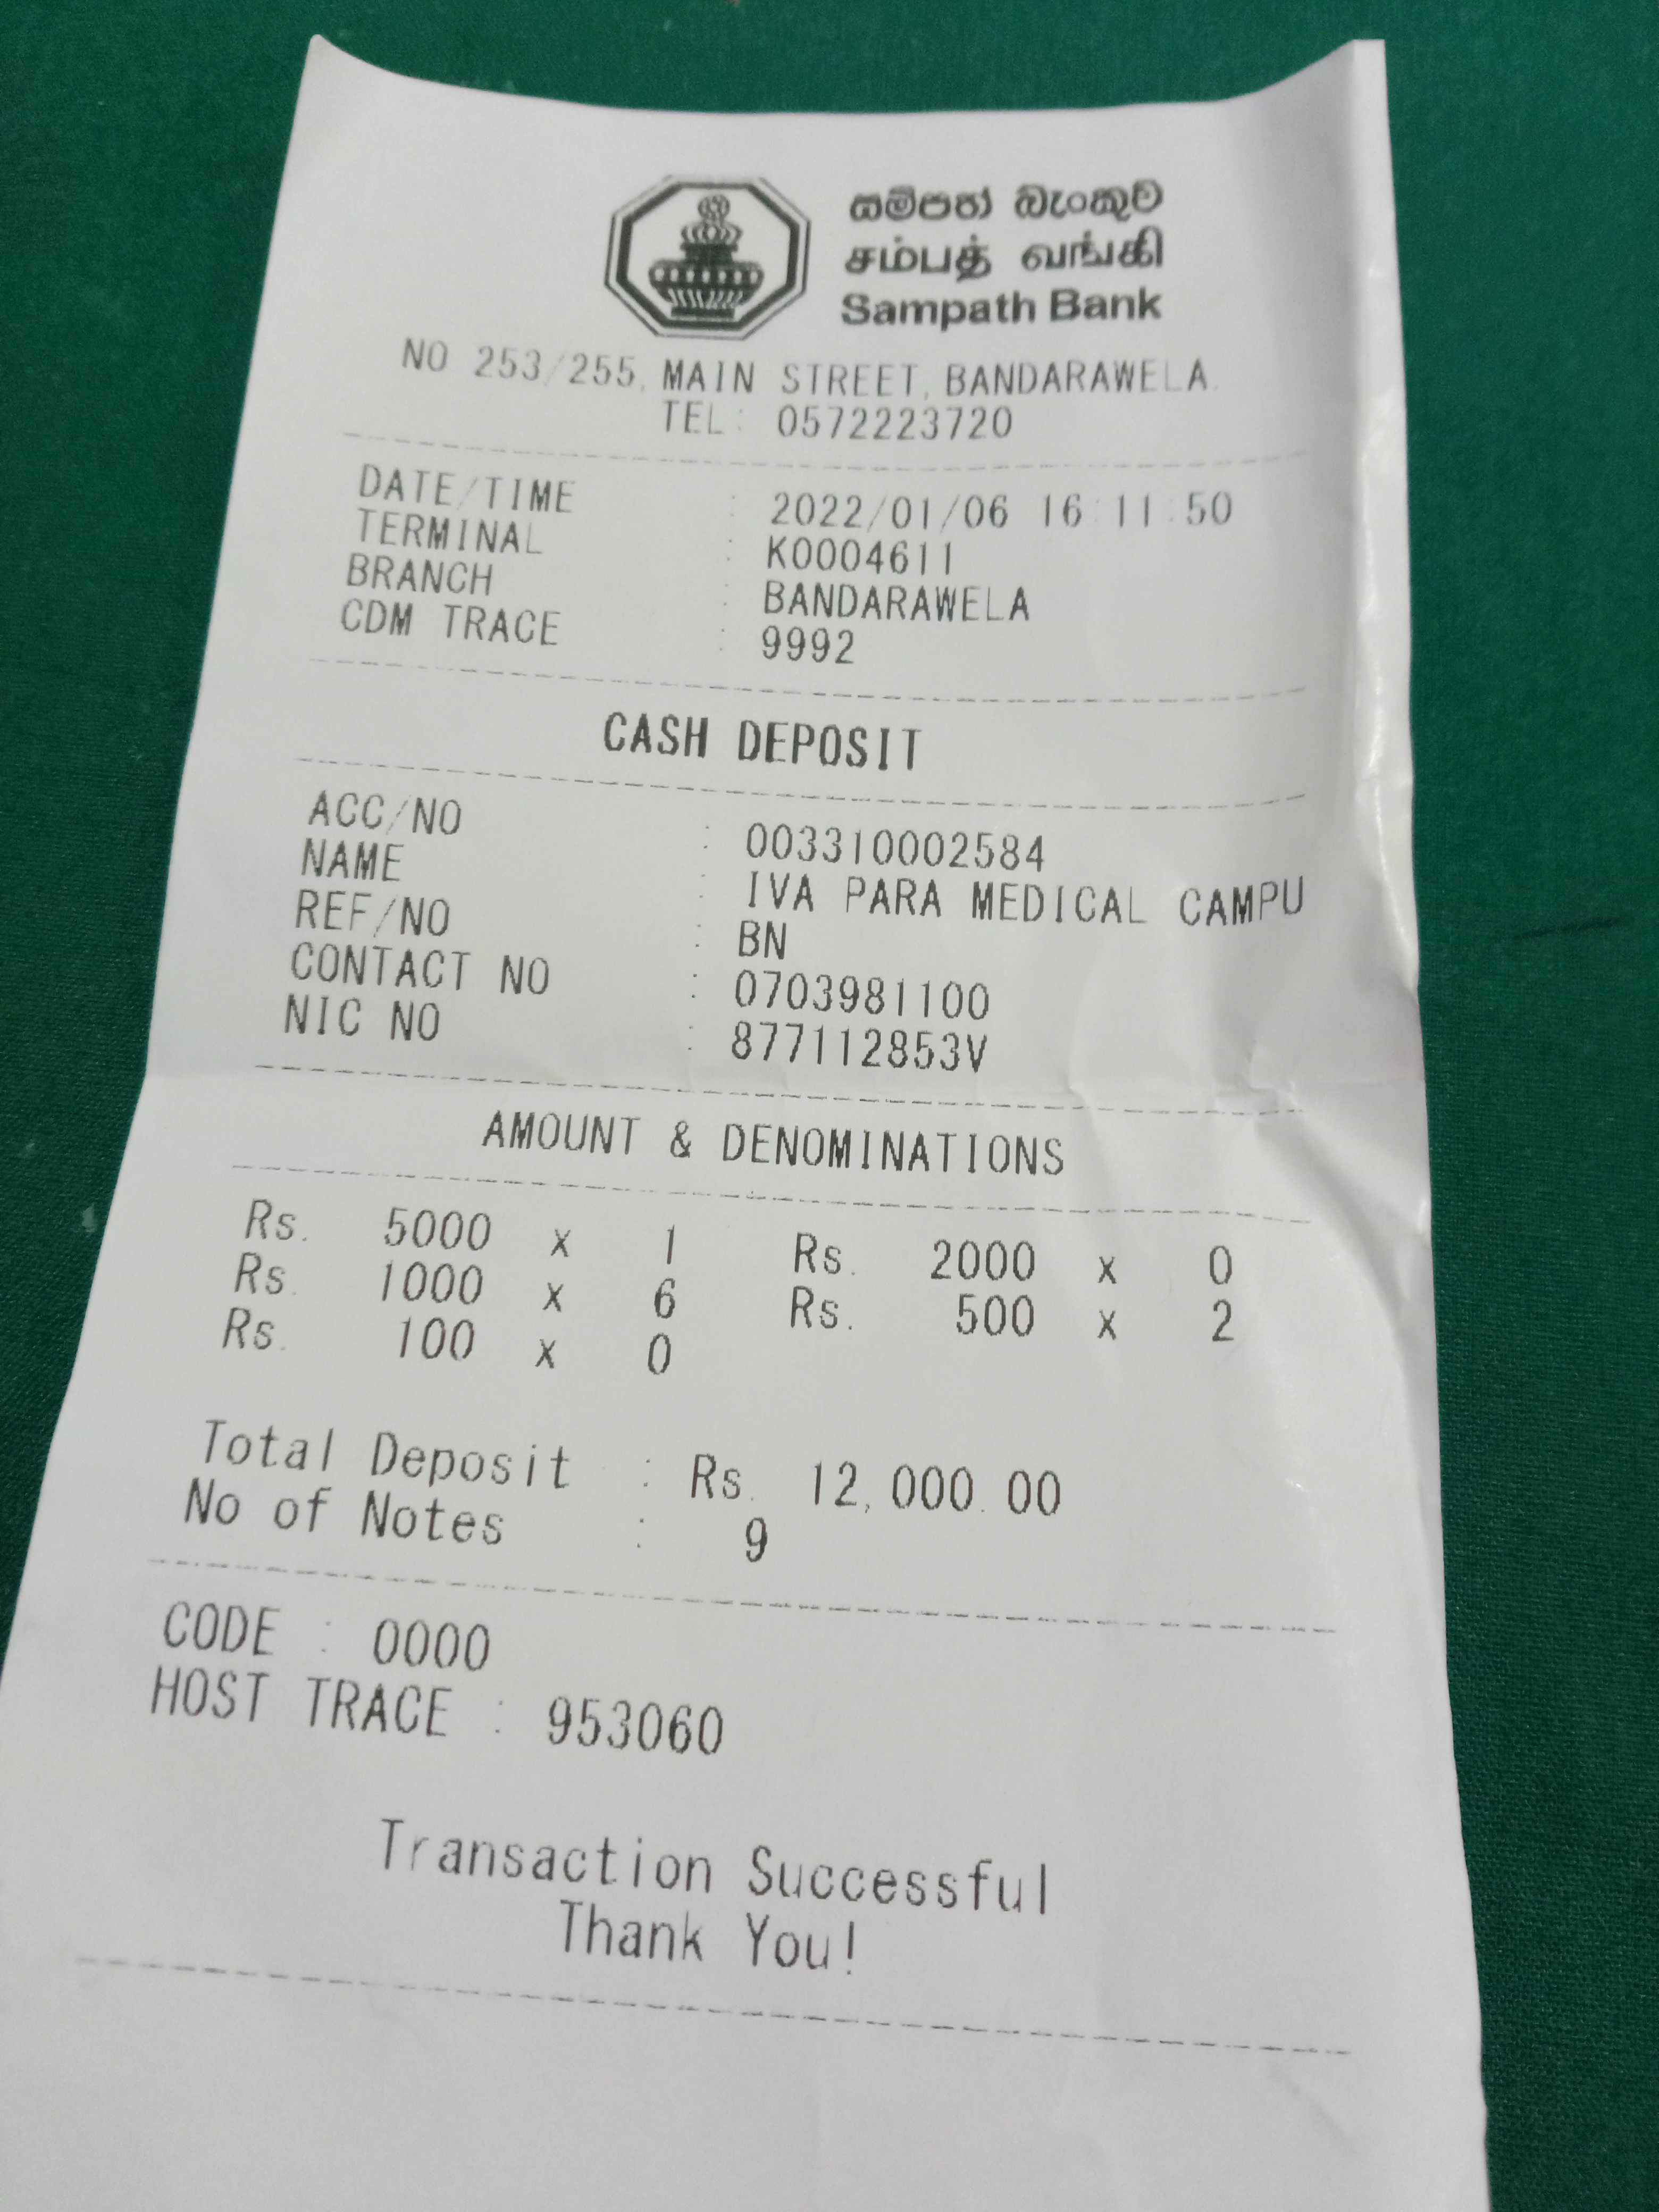 සම්පත් බැංකුව
சம்பத் வங்கி
Sampath Bank
NO 253/255, MAIN STREET, BANDARAWELA.
TEL: 0572223720
DATE/TIME : 2022/01/06 16:11:50
TERMINAL : K0004611
BRANCH : BANDARAWELA
CDM TRACE : 9992
CASH DEPOSIT
ACC/NO : 003310002584
NAME : IVA PARA MEDICAL CAMPU
REF/NO : BN
CONTACT NO : 0703981100
NIC NO : 877112853V
AMOUNT & DENOMINATIONS
Rs. 5000 x 1 Rs. 2000 x 0
Rs. 1000 x 6 Rs. 500 x 2
Rs. 100 x 0
Total Deposit : Rs. 12,000.00
No of Notes : 9
CODE : 0000
HOST TRACE : 953060
Transaction Successful
Thank You!